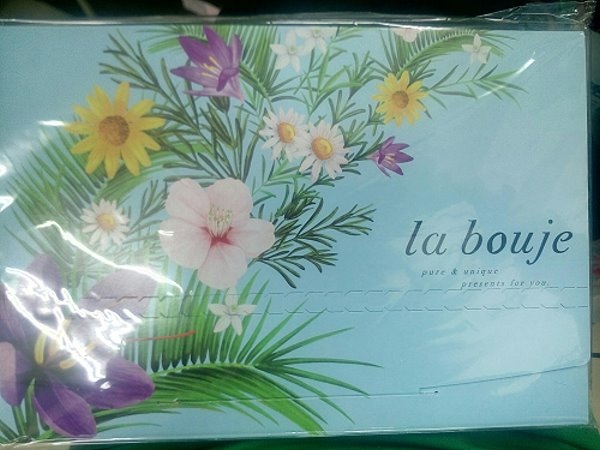 la bouje
pure & unique
presents for you.